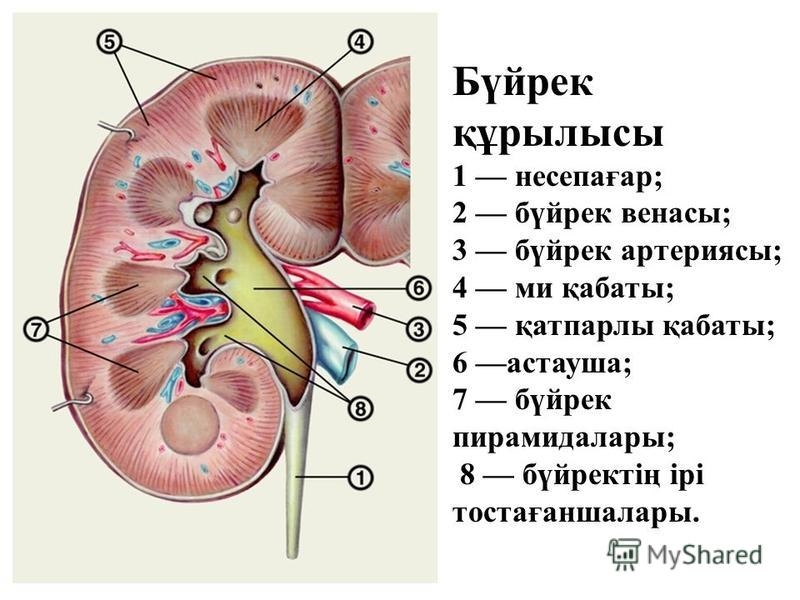 5
4
6
3
7
2
8
1
Бүйрек
құрылысы
1 — несепағар;
2 — бүйрек венасы;
3 — бүйрек артериясы;
4 — ми қабаты;
5 — қатпарлы қабаты;
6 —астауша;
7 — бүйрек
пирамидалары;
8 — бүйректің ірі
тостағаншалары.
MyShared